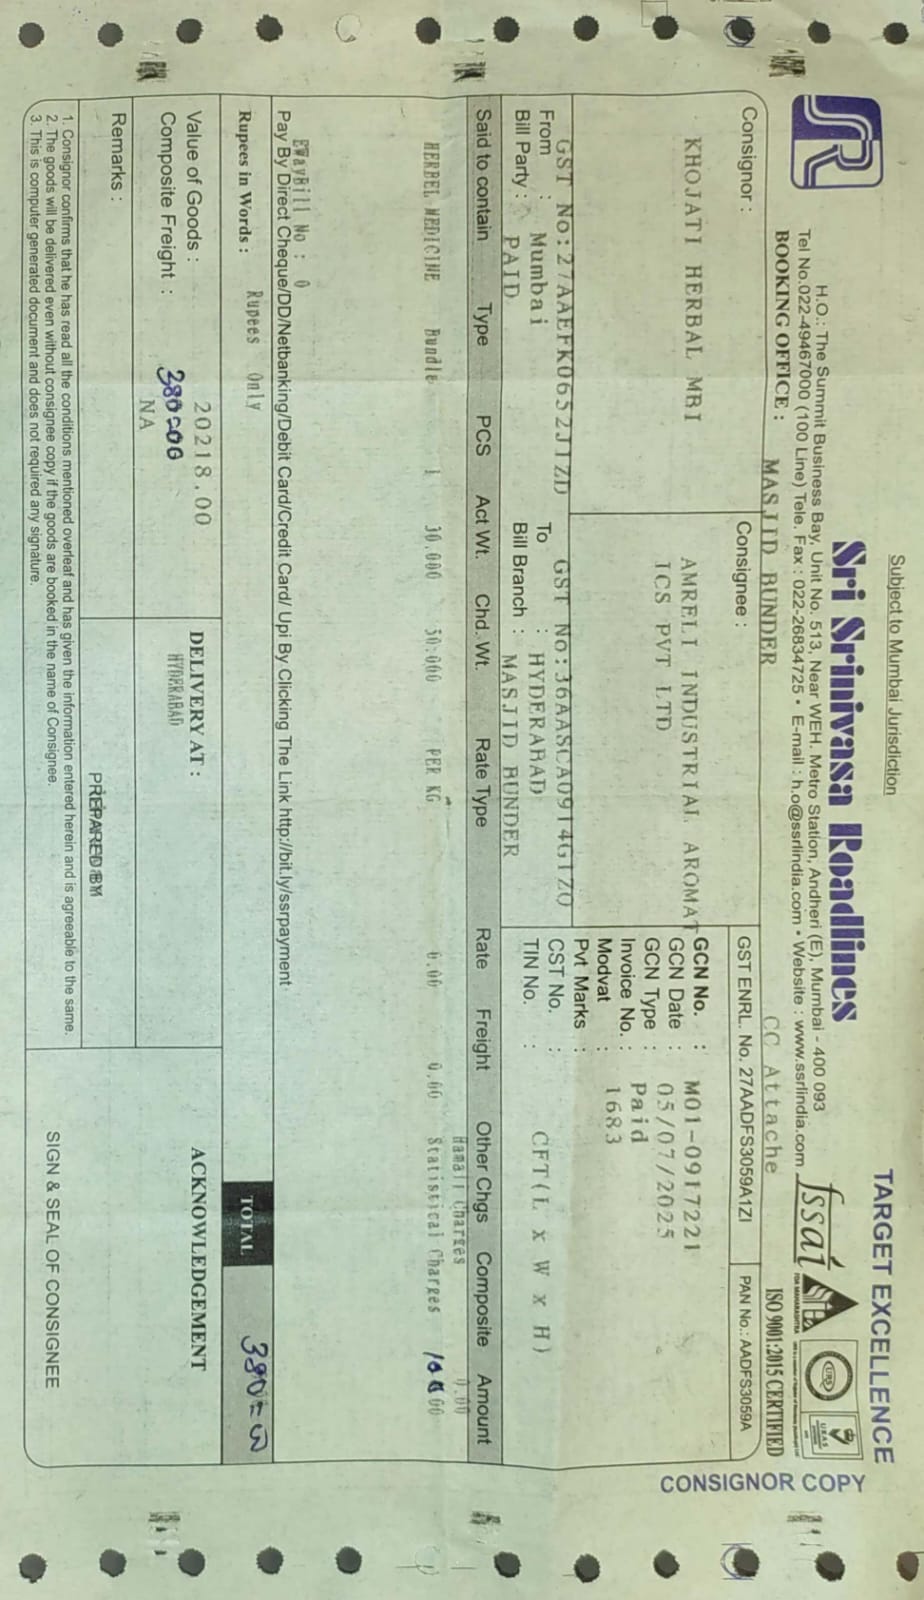 Subject to Mumbai Jurisdiction
TARGET EXCELLENCE
Sri Srinivasa Roadlines
H.O.: The Summit Business Bay, Unit No. 513, Near WEH. Metro Station, Andheri (E), Mumbai - 400 093
Tel No.022-49467000 (100 Line) Tele. Fax : 022-26834725 • E-mail : h.o@ssrlindia.com • Website : www.ssrlindia.com
fssai
CONSIGNOR COPY
BOOKING OFFICE : MASJID BUNDER CC Attache
ISO 9001:2015 CERTIFIED
Consignor :
KHOJATI HERBAL MBI
GST No:27AAEFK0652J1ZD
Consignee :
AMRELI INDUSTRIAL AROMAT
ICS PVT LTD
GST No:36AASCA0914G1ZO
GST ENRL. No. 27AADFS3059A1ZI
PAN No.: AADFS3059A
GCN No. : M01-0917221
GCN Date : 05/07/2025
GCN Type : Paid
Invoice No. : 1683
Modvat :
Pvt Marks :
CST No. :
TIN No. :
CFT(L x W x H)
From : Mumbai
To : HYDERABAD
Bill Party : PAID
Bill Branch : MASJID BUNDER
Said to contain Type PCS Act Wt. Chd. Wt. Rate Type Rate Freight Other Chgs Composite Amount
Hamali Charges 0.00
HERBEL MEDICINE Bundle 1 30.000 50.000 PER KG 0.00 0.00 Statistical Charges
EWayBill No : 0
Pay By Direct Cheque/DD/Netbanking/Debit Card/Credit Card/ Upi By Clicking The Link http://bit.ly/ssrpayment
Rupees in Words : Rupees Only
TOTAL 380=00
Value of Goods : 20218.00
Composite Freight : 380=00
NA
DELIVERY AT :
HYDERABAD
ACKNOWLEDGEMENT
Remarks :
PREPARED BY
SIGN & SEAL OF CONSIGNEE
1. Consignor confirms that he has read all the conditions mentioned overleaf and has given the information entered herein and is agreeable to the same.
2. The goods will be delivered even without consignee copy if the goods are booked in the name of Consignee.
3. This is computer generated document and does not required any signature.